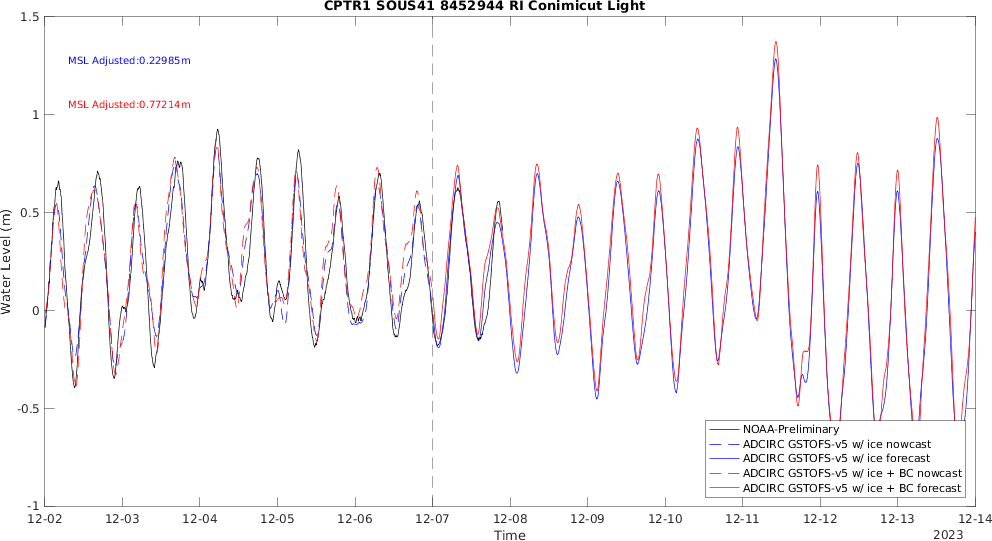 CPTR1 SOUS41 8452944 RI Conimicut Light
1.5
MSL Adjusted:0.22985m
MSL Adjusted:0.77214m
1
0.5
0
-0.5
-1
Water Level (m)
NOAA-Preliminary
ADCIRC GSTOFS-v5 w/ ice nowcast
ADCIRC GSTOFS-v5 w/ ice forecast
ADCIRC GSTOFS-v5 w/ ice + BC nowcast
ADCIRC GSTOFS-v5 w/ ice + BC forecast
12-02 12-03 12-04 12-05 12-06 12-07 12-08 12-09 12-10 12-11 12-12 12-13 12-14
Time
2023